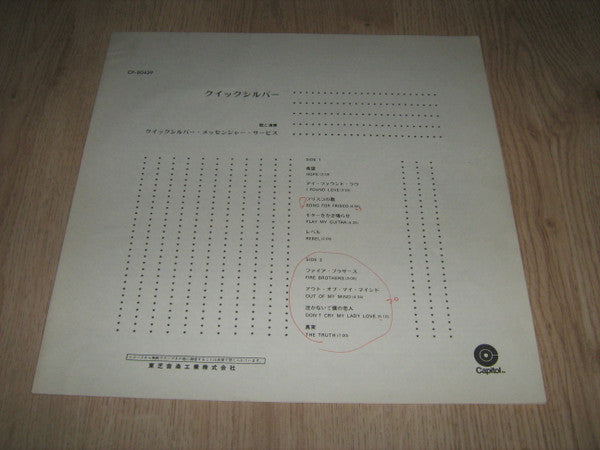 CP-80439
クイックシルバー
歌と演奏
クイックシルバー・メッセンジャー・サービス
SIDE 1
希望
HOPE
アイ・ファウンド・ラヴ
I FOUND LOVE
フリスコの歌
SONG FOR FRISCO
ギターをかき鳴らせ
PLAY MY GUITAR
レベル
REBEL
SIDE 2
ファイア・ブラザース
FIRE BROTHERS
アウト・オブ・マイ・マインド
OUT OF MY MIND
泣かないで僕の恋人
DON'T CRY MY LADY LOVE
真実
THE TRUTH
東芝音楽工業株式会社
Capitol